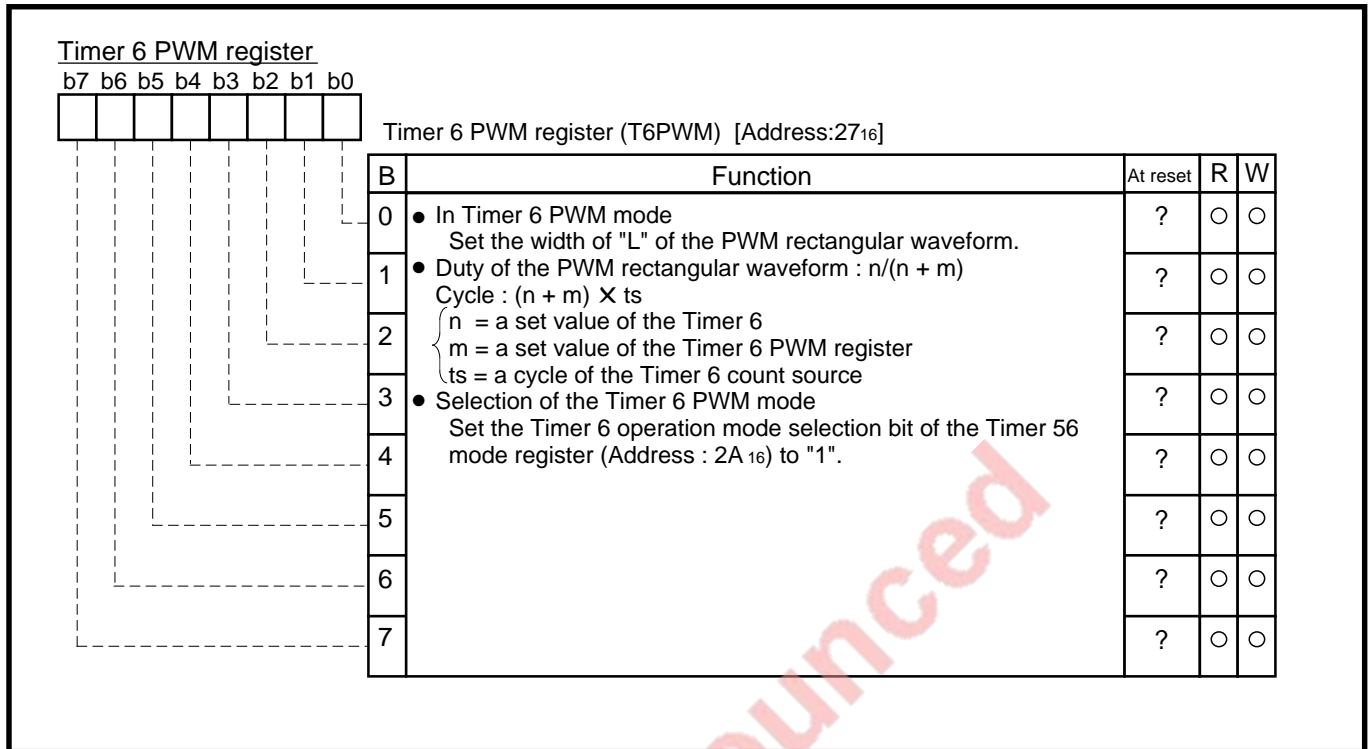 Timer 6 PWM register
b7 b6 b5 b4 b3 b2 b1 b0
Timer 6 PWM register (T6PWM) [Address:2716]
B Function At reset R W
0 ● In Timer 6 PWM mode ? ○ ○
Set the width of "L" of the PWM rectangular waveform.
1 ● Duty of the PWM rectangular waveform : n/(n + m) ? ○ ○
Cycle : (n + m) ✕ ts
n = a set value of the Timer 6
2 m = a set value of the Timer 6 PWM register ? ○ ○
ts = a cycle of the Timer 6 count source
3 ● Selection of the Timer 6 PWM mode ? ○ ○
Set the Timer 6 operation mode selection bit of the Timer 56
4 mode register (Address : 2A 16) to "1". ? ○ ○
5 ? ○ ○
6 ? ○ ○
7 ? ○ ○